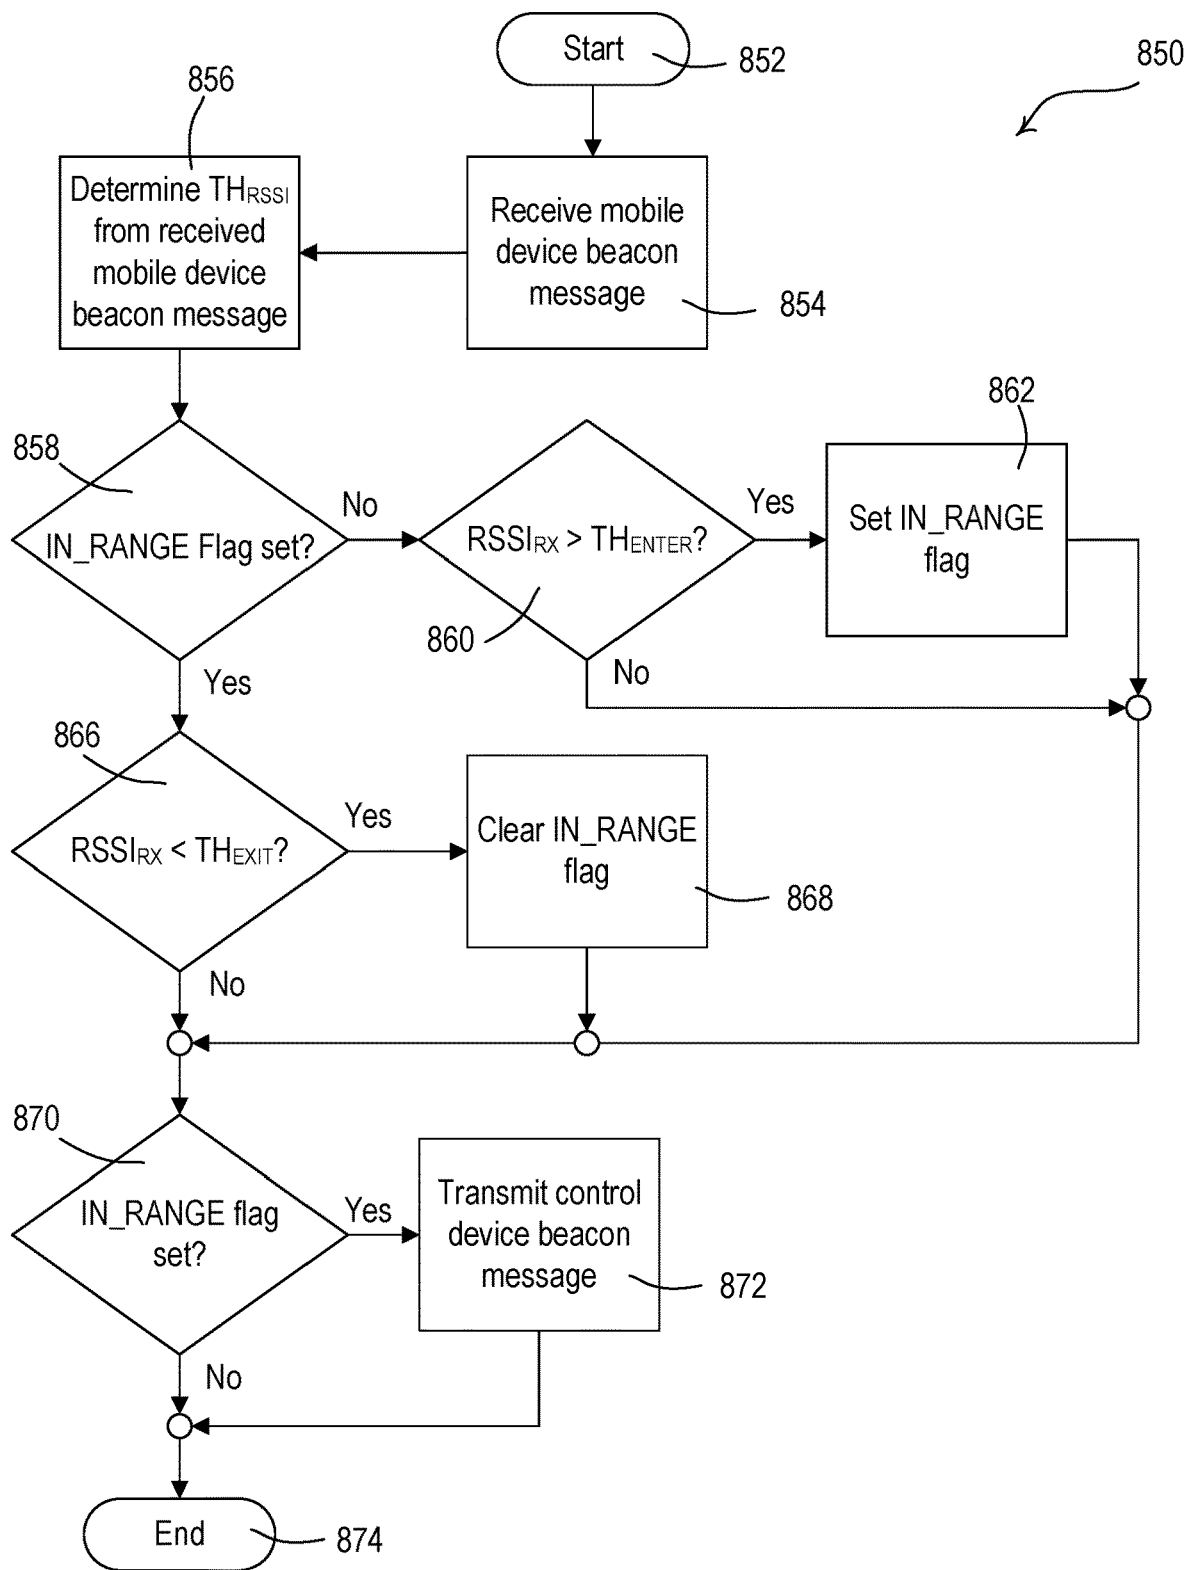 Start
852
850
856
Determine THRSSI
from received
mobile device
beacon message
Receive mobile
device beacon
message
854
858
IN_RANGE Flag set?
No
RSSIRX > THENTER?
860
Yes
862
Set IN_RANGE
flag
No
Yes
866
RSSIRX < THEXIT?
Yes
Clear IN_RANGE
flag
868
No
870
IN_RANGE flag
set?
Yes
Transmit control
device beacon
message
872
No
End
874